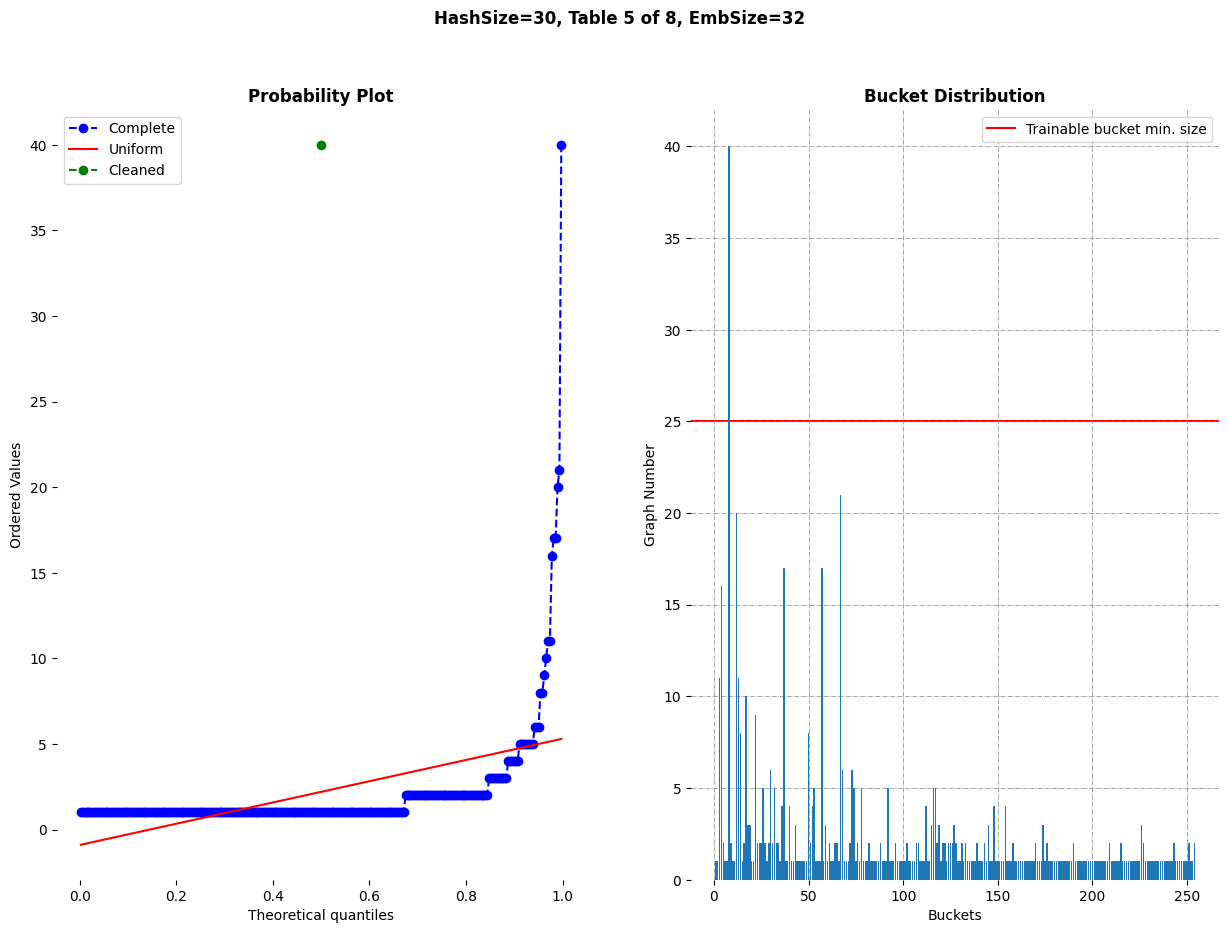 HashSize=30, Table 5 of 8, EmbSize=32
Probability Plot
Complete
Uniform
Cleaned
40
35
30
25
20
15
10
5
0
Ordered Values
0.0 0.2 0.4 0.6 0.8 1.0
Theoretical quantiles
Bucket Distribution
Trainable bucket min. size
40
35
30
25
20
15
10
5
0
Graph Number
0 50 100 150 200 250
Buckets